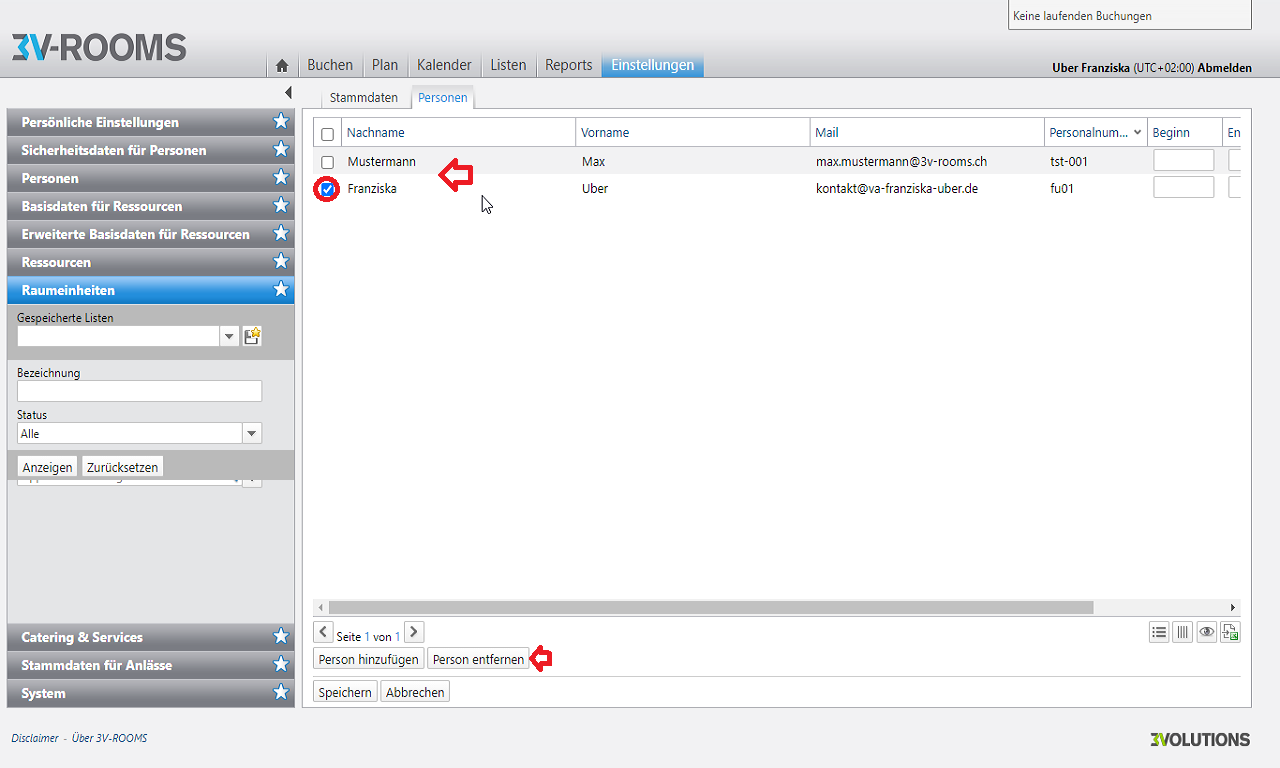 Keine laufenden Buchungen
3V-ROOMS
Buchen Plan Kalender Listen Reports Einstellungen
Uber Franziska (UTC+02:00) Abmelden
Stammdaten Personen
Persönliche Einstellungen
Sicherheitsdaten für Personen
Personen
Basisdaten für Ressourcen
Erweiterte Basisdaten für Ressourcen
Ressourcen
Raumeinheiten
Gespeicherte Listen
Bezeichnung
Status
Alle
Anzeigen Zurücksetzen
Catering & Services
Stammdaten für Anlässe
System
Nachname Vorname Mail Personalnum... Beginn En
Mustermann Max max.mustermann@3v-rooms.ch tst-001
Franziska Uber kontakt@va-franziska-uber.de fu01
Seite 1 von 1
Person hinzufügen Person entfernen
Speichern Abbrechen
Disclaimer - Über 3V-ROOMS
3VOLUTIONS